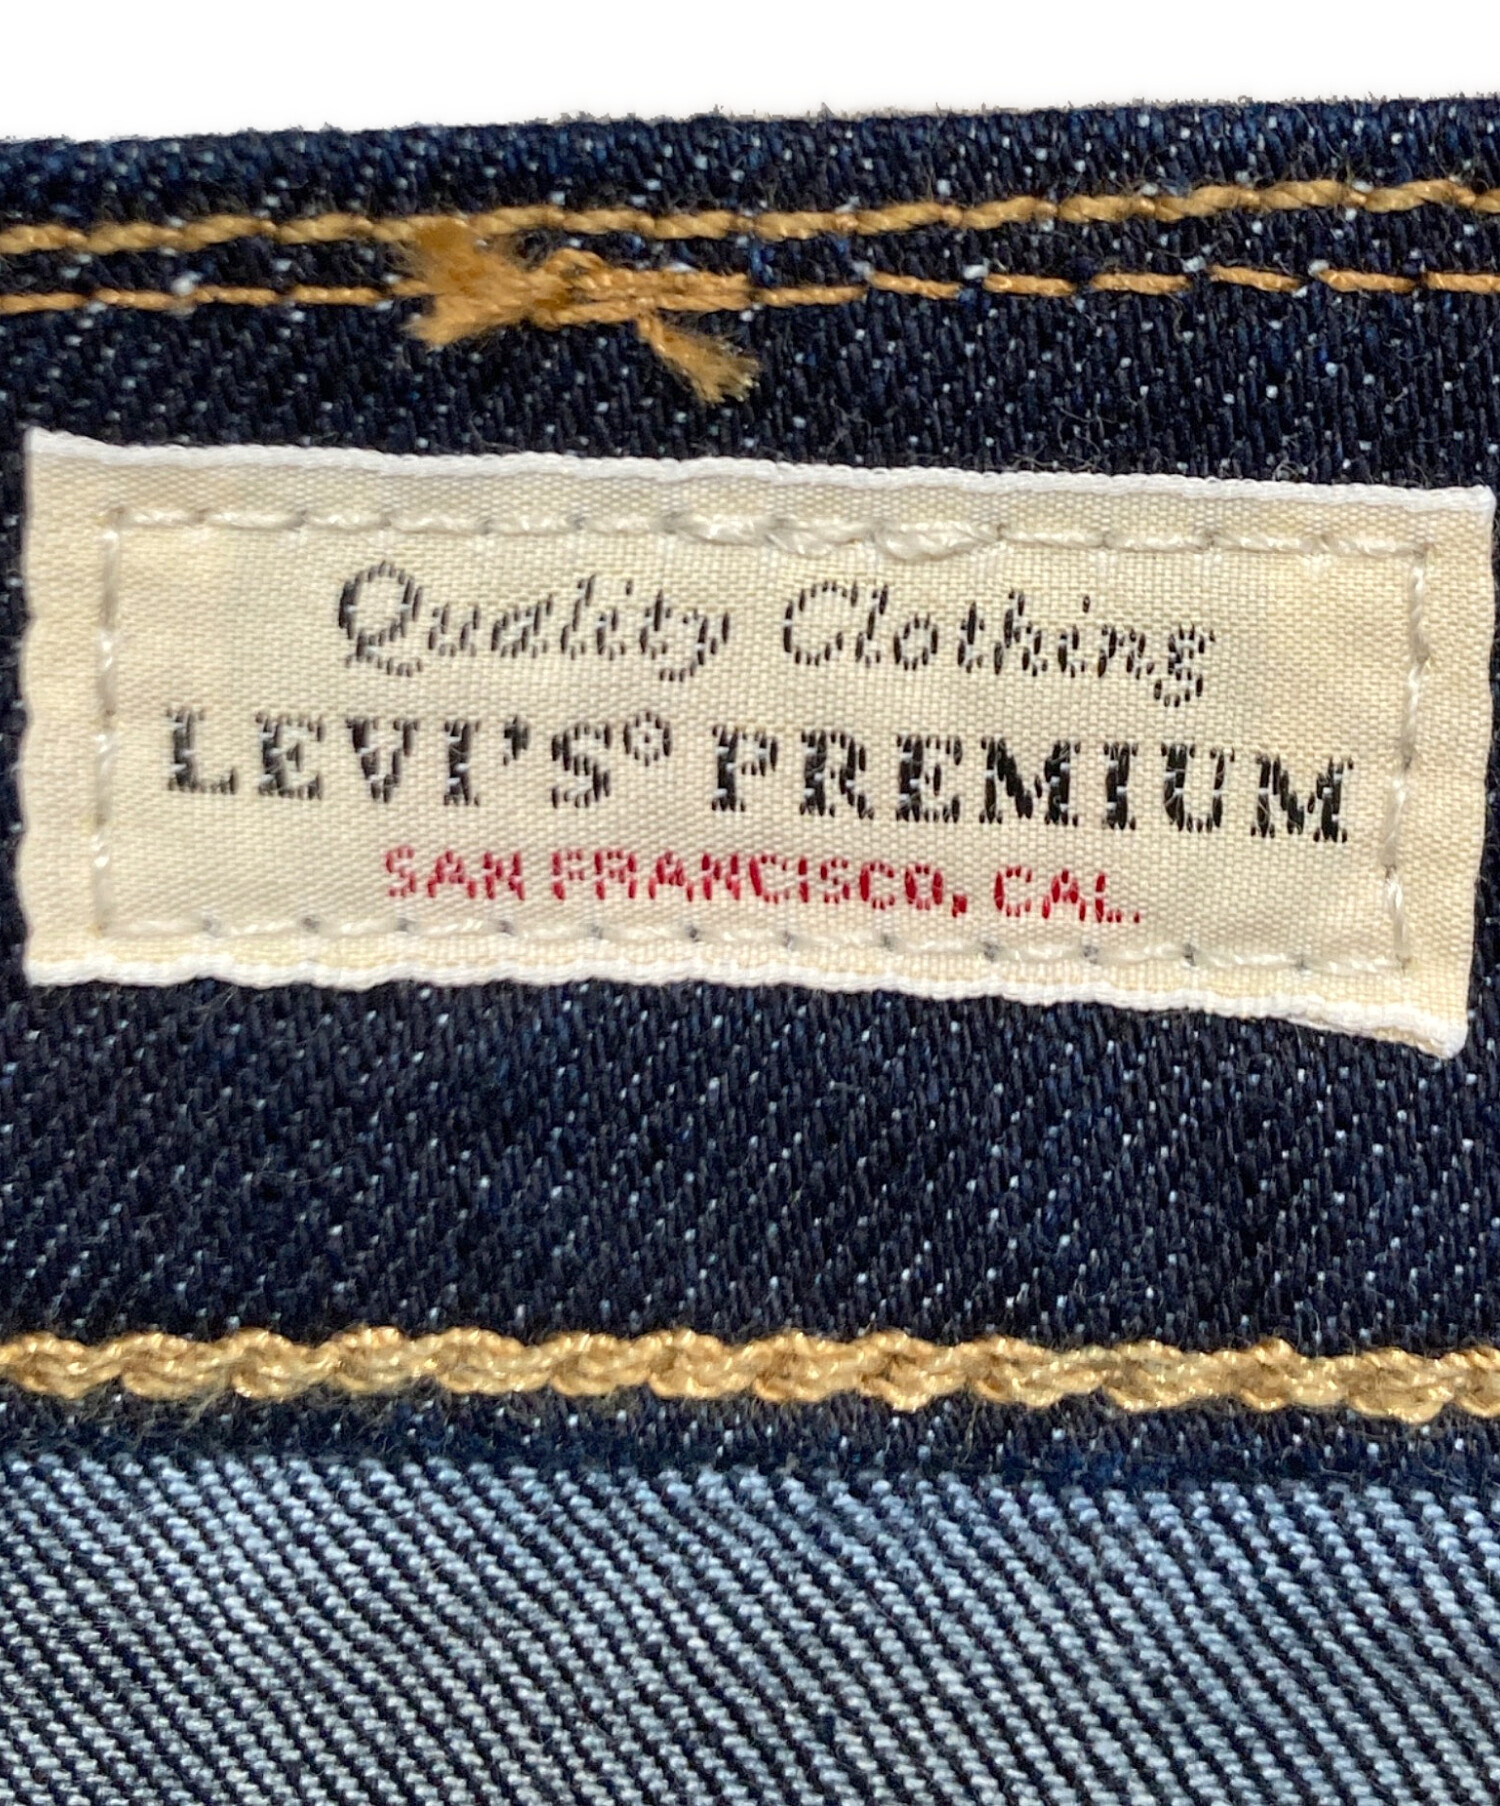 Quality Clothing
LEVI'S® PREMIUM
SAN FRANCISCO, CAL.